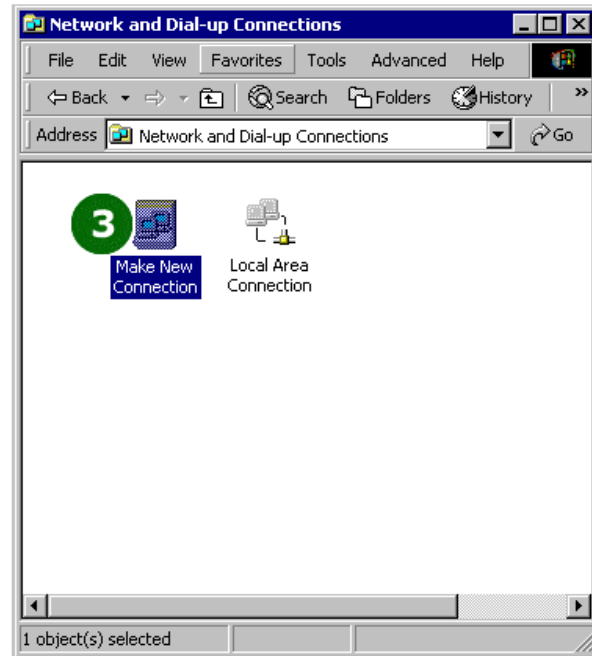 Network and Dial-up Connections
File Edit View Favorites Tools Advanced Help
Back Search Folders History »
Address Network and Dial-up Connections Go
3
Make New Connection
Local Area Connection
1 object(s) selected